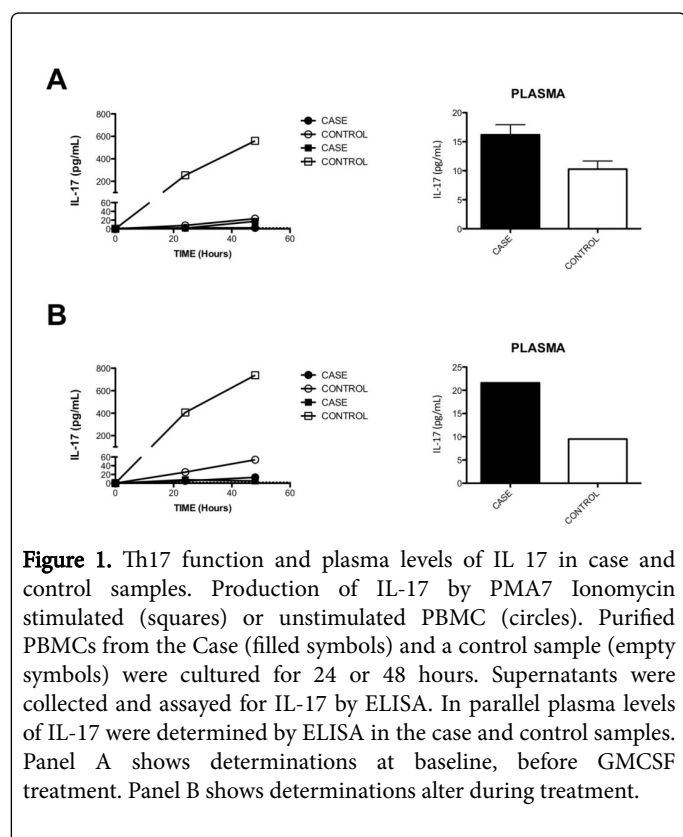 A
IL-17 (pg/mL)
800
600
400
200
60
40
20
0
0
20
40
60
TIME (Hours)
CASE
CONTROL
CASE
CONTROL
PLASMA
IL-17 (pg/mL)
20
15
10
5
0
CASE
CONTROL
B
IL-17 (pg/mL)
800
600
400
200
60
40
20
0
0
20
40
60
TIME (Hours)
CASE
CONTROL
CASE
CONTROL
PLASMA
IL-17 (pg/mL)
25
20
15
10
5
0
CASE
CONTROL
Figure 1. Th17 function and plasma levels of IL 17 in case and
control samples. Production of IL-17 by PMA7 Ionomycin
stimulated (squares) or unstimulated PBMC (circles). Purified
PBMCs from the Case (filled symbols) and a control sample (empty
symbols) were cultured for 24 or 48 hours. Supernatants were
collected and assayed for IL-17 by ELISA. In parallel plasma levels
of IL-17 were determined by ELISA in the case and control samples.
Panel A shows determinations at baseline, before GMCSF
treatment. Panel B shows determinations alter during treatment.